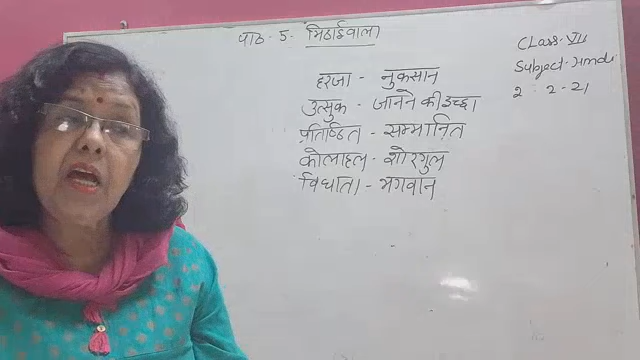 पाठ - 5 - मिठाईवाला
हरजा - नुकसान
उत्सुक - जानने की इच्छा
प्रतिष्ठित - सम्मानित
कोलाहल - शोरगुल
विधाता - भगवान
Class-VII
Subject-Hindi
2 : 2 - 21